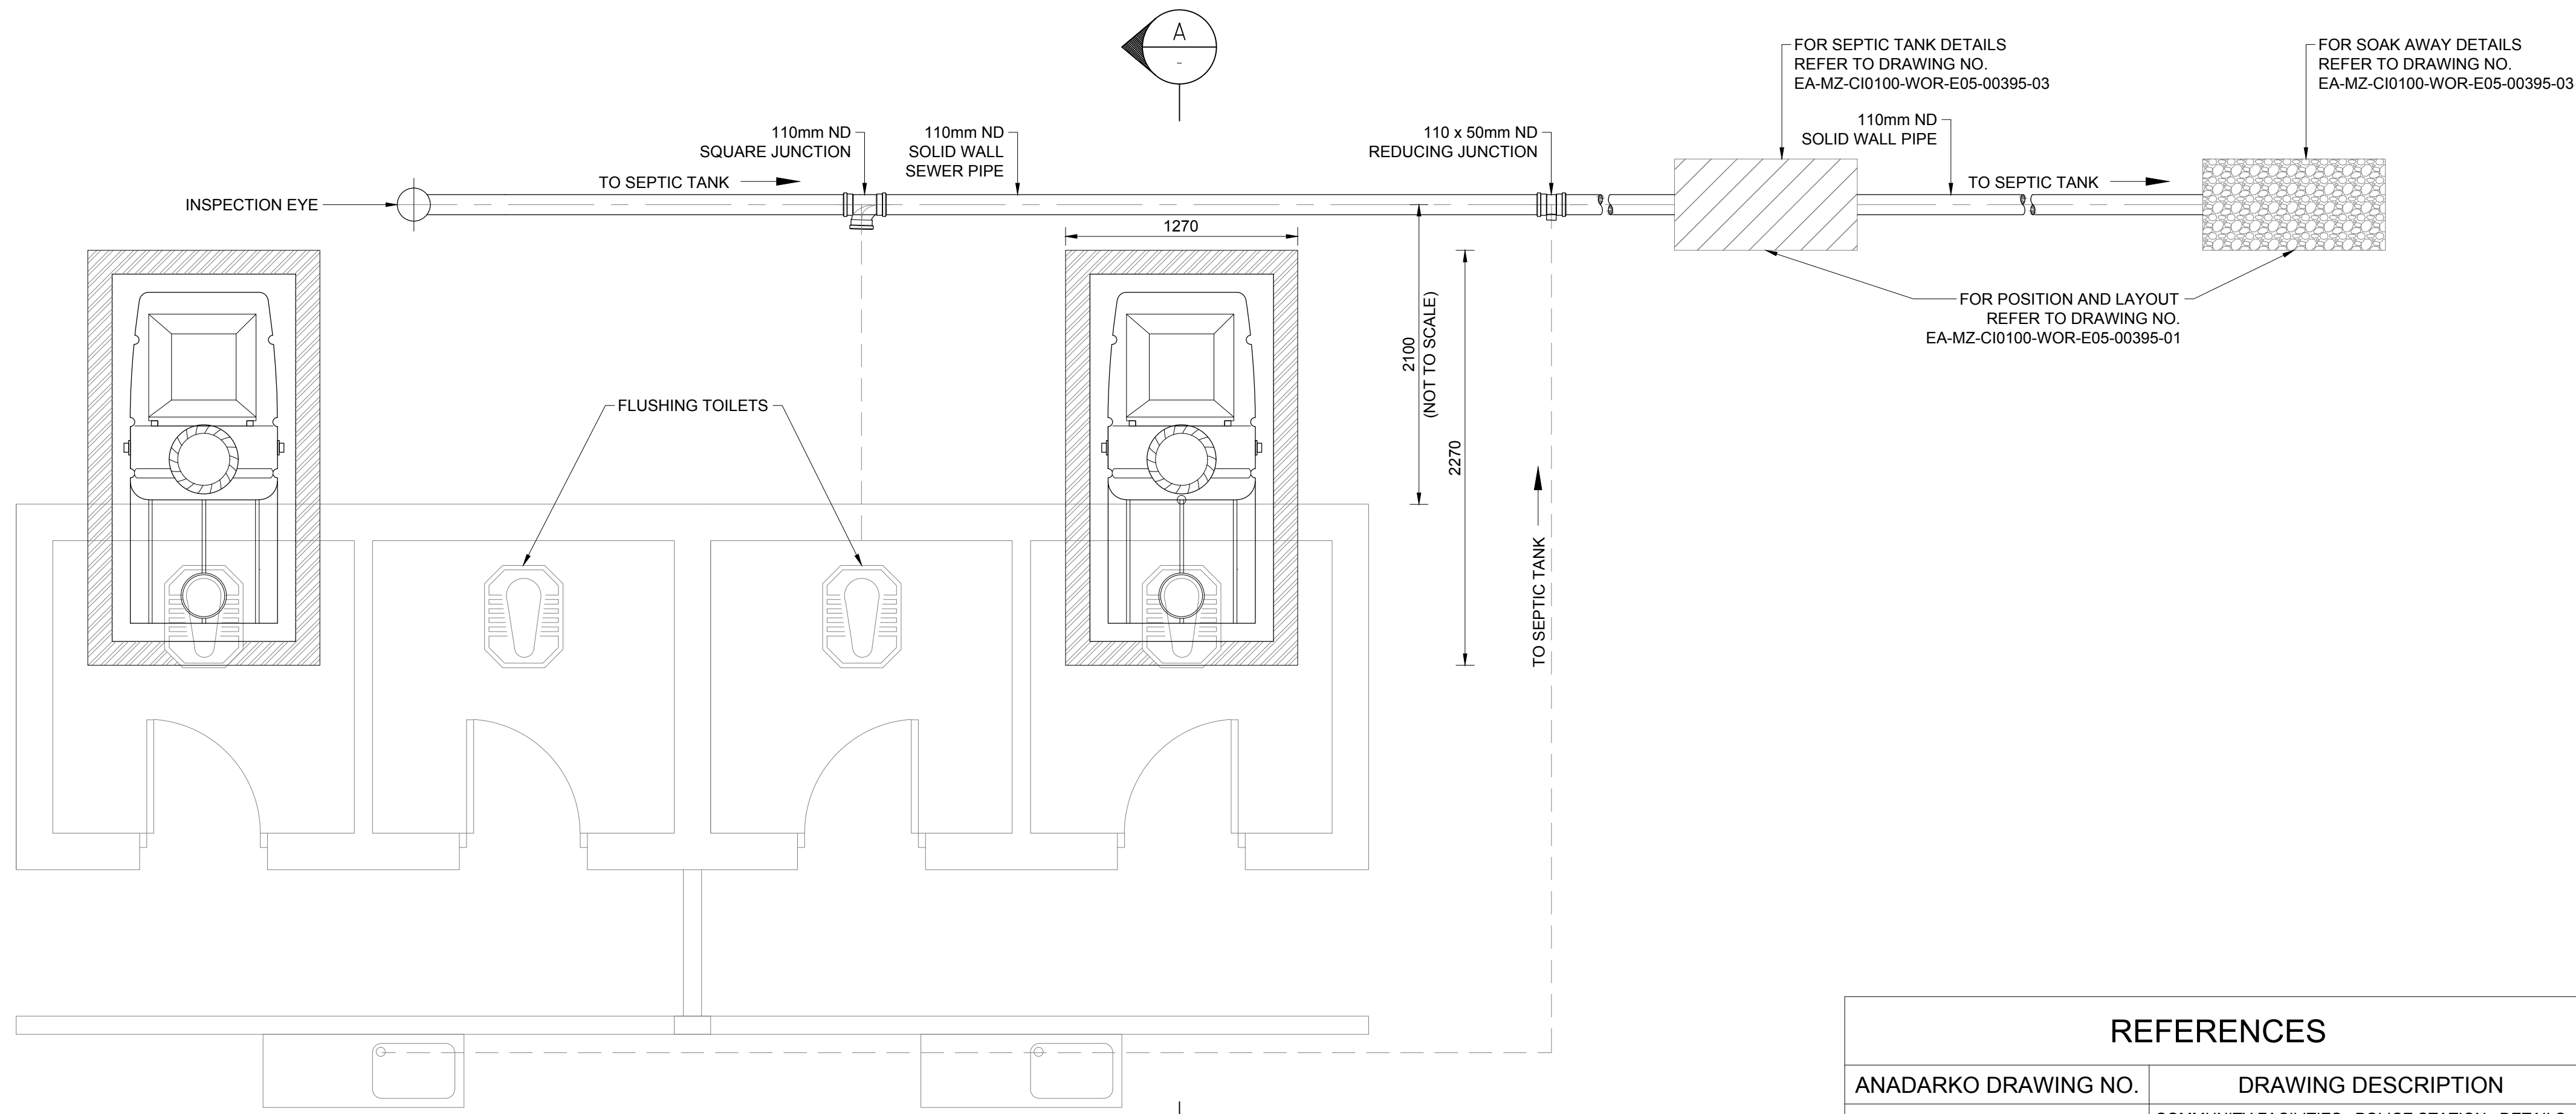 A
-
FOR SEPTIC TANK DETAILS
REFER TO DRAWING NO.
EA-MZ-CI0100-WOR-E05-00395-03
FOR SOAK AWAY DETAILS
REFER TO DRAWING NO.
EA-MZ-CI0100-WOR-E05-00395-03
110mm ND
SQUARE JUNCTION
110mm ND
SOLID WALL
SEWER PIPE
110 x 50mm ND
REDUCING JUNCTION
110mm ND
SOLID WALL PIPE
TO SEPTIC TANK
TO SEPTIC TANK
INSPECTION EYE
1270
FOR POSITION AND LAYOUT
REFER TO DRAWING NO.
EA-MZ-CI0100-WOR-E05-00395-01
2100
(NOT TO SCALE)
2270
FLUSHING TOILETS
TO SEPTIC TANK
REFERENCES
ANADARKO DRAWING NO.
DRAWING DESCRIPTION